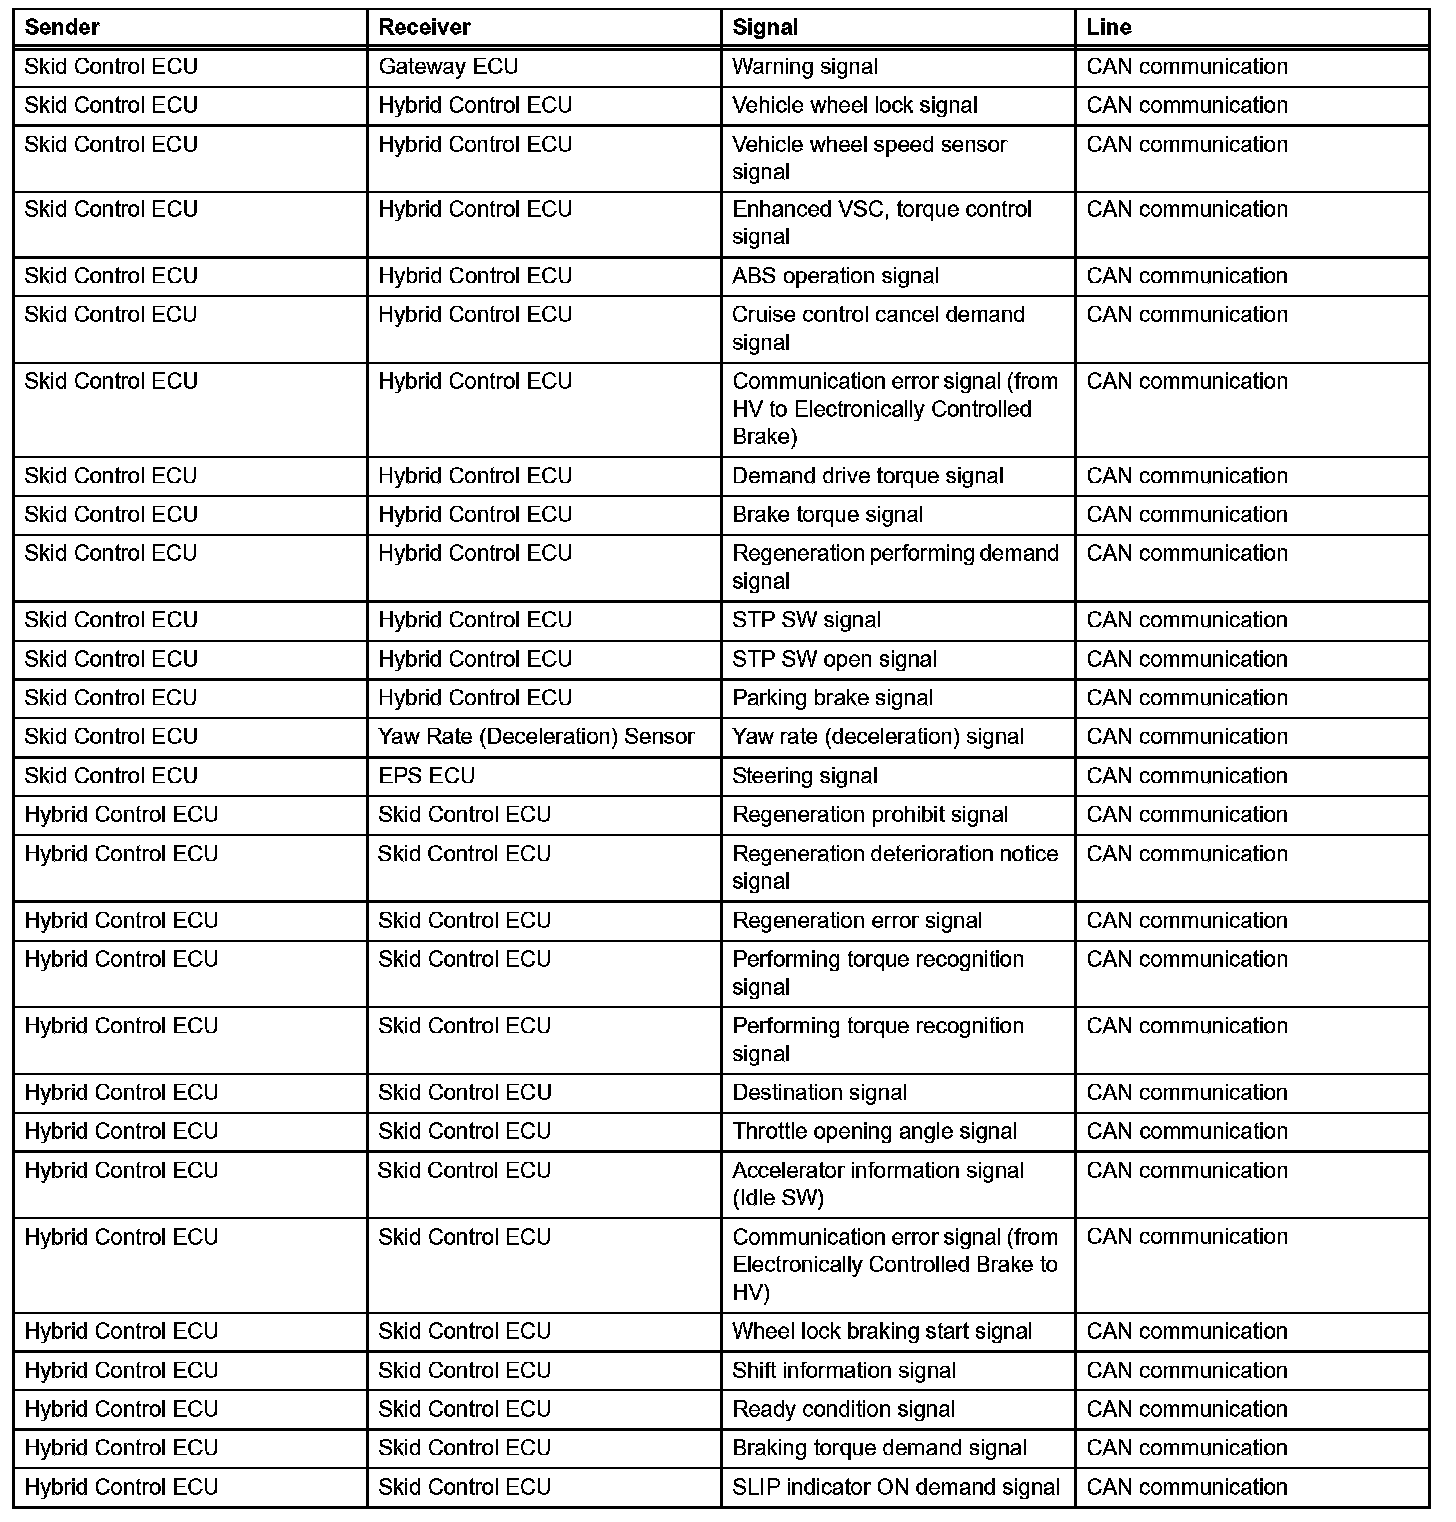 Sender Receiver Signal Line
Skid Control ECU Gateway ECU Warning signal CAN communication
Skid Control ECU Hybrid Control ECU Vehicle wheel lock signal CAN communication
Skid Control ECU Hybrid Control ECU Vehicle wheel speed sensor CAN communication
signal
Skid Control ECU Hybrid Control ECU Enhanced VSC, torque control CAN communication
signal
Skid Control ECU Hybrid Control ECU ABS operation signal CAN communication
Skid Control ECU Hybrid Control ECU Cruise control cancel demand CAN communication
signal
Skid Control ECU Hybrid Control ECU Communication error signal (from CAN communication
HV to Electronically Controlled
Brake)
Skid Control ECU Hybrid Control ECU Demand drive torque signal CAN communication
Skid Control ECU Hybrid Control ECU Brake torque signal CAN communication
Skid Control ECU Hybrid Control ECU Regeneration performing demand CAN communication
signal
Skid Control ECU Hybrid Control ECU STP SW signal CAN communication
Skid Control ECU Hybrid Control ECU STP SW open signal CAN communication
Skid Control ECU Hybrid Control ECU Parking brake signal CAN communication
Skid Control ECU Yaw Rate (Deceleration) Sensor Yaw rate (deceleration) signal CAN communication
Skid Control ECU EPS ECU Steering signal CAN communication
Hybrid Control ECU Skid Control ECU Regeneration prohibit signal CAN communication
Hybrid Control ECU Skid Control ECU Regeneration deterioration notice CAN communication
signal
Hybrid Control ECU Skid Control ECU Regeneration error signal CAN communication
Hybrid Control ECU Skid Control ECU Performing torque recognition CAN communication
signal
Hybrid Control ECU Skid Control ECU Performing torque recognition CAN communication
signal
Hybrid Control ECU Skid Control ECU Destination signal CAN communication
Hybrid Control ECU Skid Control ECU Throttle opening angle signal CAN communication
Hybrid Control ECU Skid Control ECU Accelerator information signal CAN communication
(Idle SW)
Hybrid Control ECU Skid Control ECU Communication error signal (from CAN communication
Electronically Controlled Brake to
HV)
Hybrid Control ECU Skid Control ECU Wheel lock braking start signal CAN communication
Hybrid Control ECU Skid Control ECU Shift information signal CAN communication
Hybrid Control ECU Skid Control ECU Ready condition signal CAN communication
Hybrid Control ECU Skid Control ECU Braking torque demand signal CAN communication
Hybrid Control ECU Skid Control ECU SLIP indicator ON demand signal CAN communication